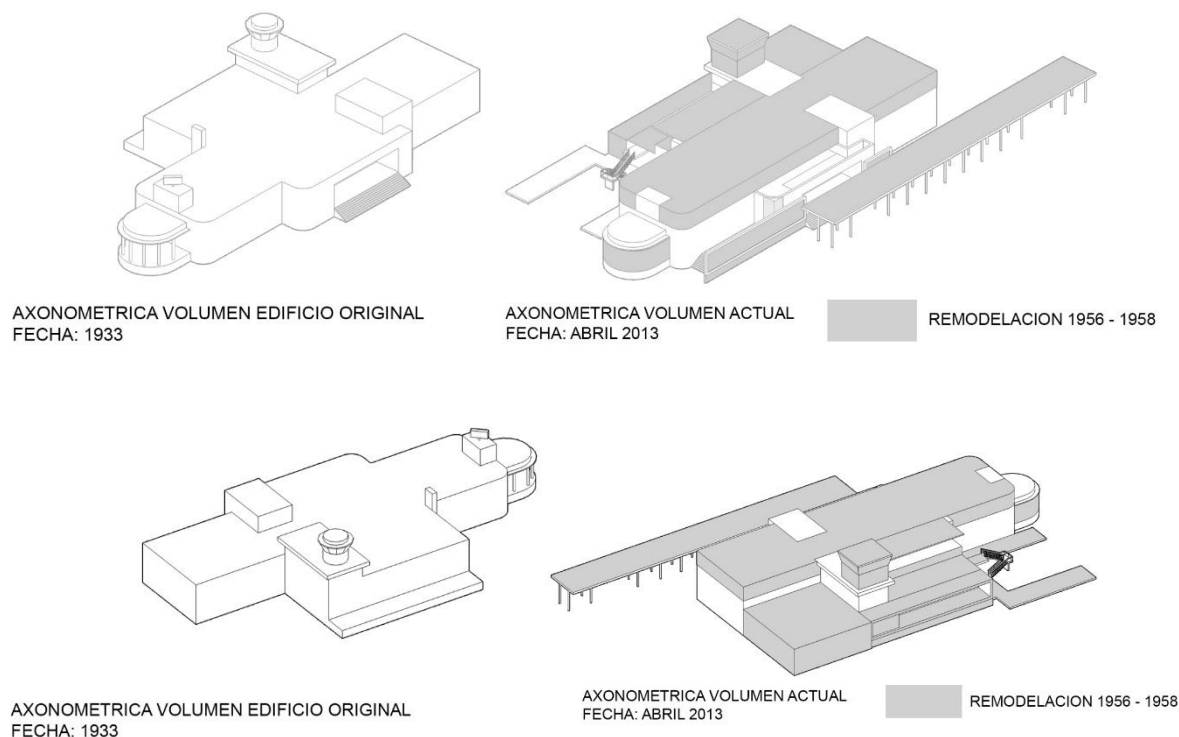 AXONOMETRICA VOLUMEN EDIFICIO ORIGINAL
FECHA: 1933
AXONOMETRICA VOLUMEN ACTUAL
FECHA: ABRIL 2013
REMODELACION 1956 - 1958
AXONOMETRICA VOLUMEN EDIFICIO ORIGINAL
FECHA: 1933
AXONOMETRICA VOLUMEN ACTUAL
FECHA: ABRIL 2013
REMODELACION 1956 - 1958